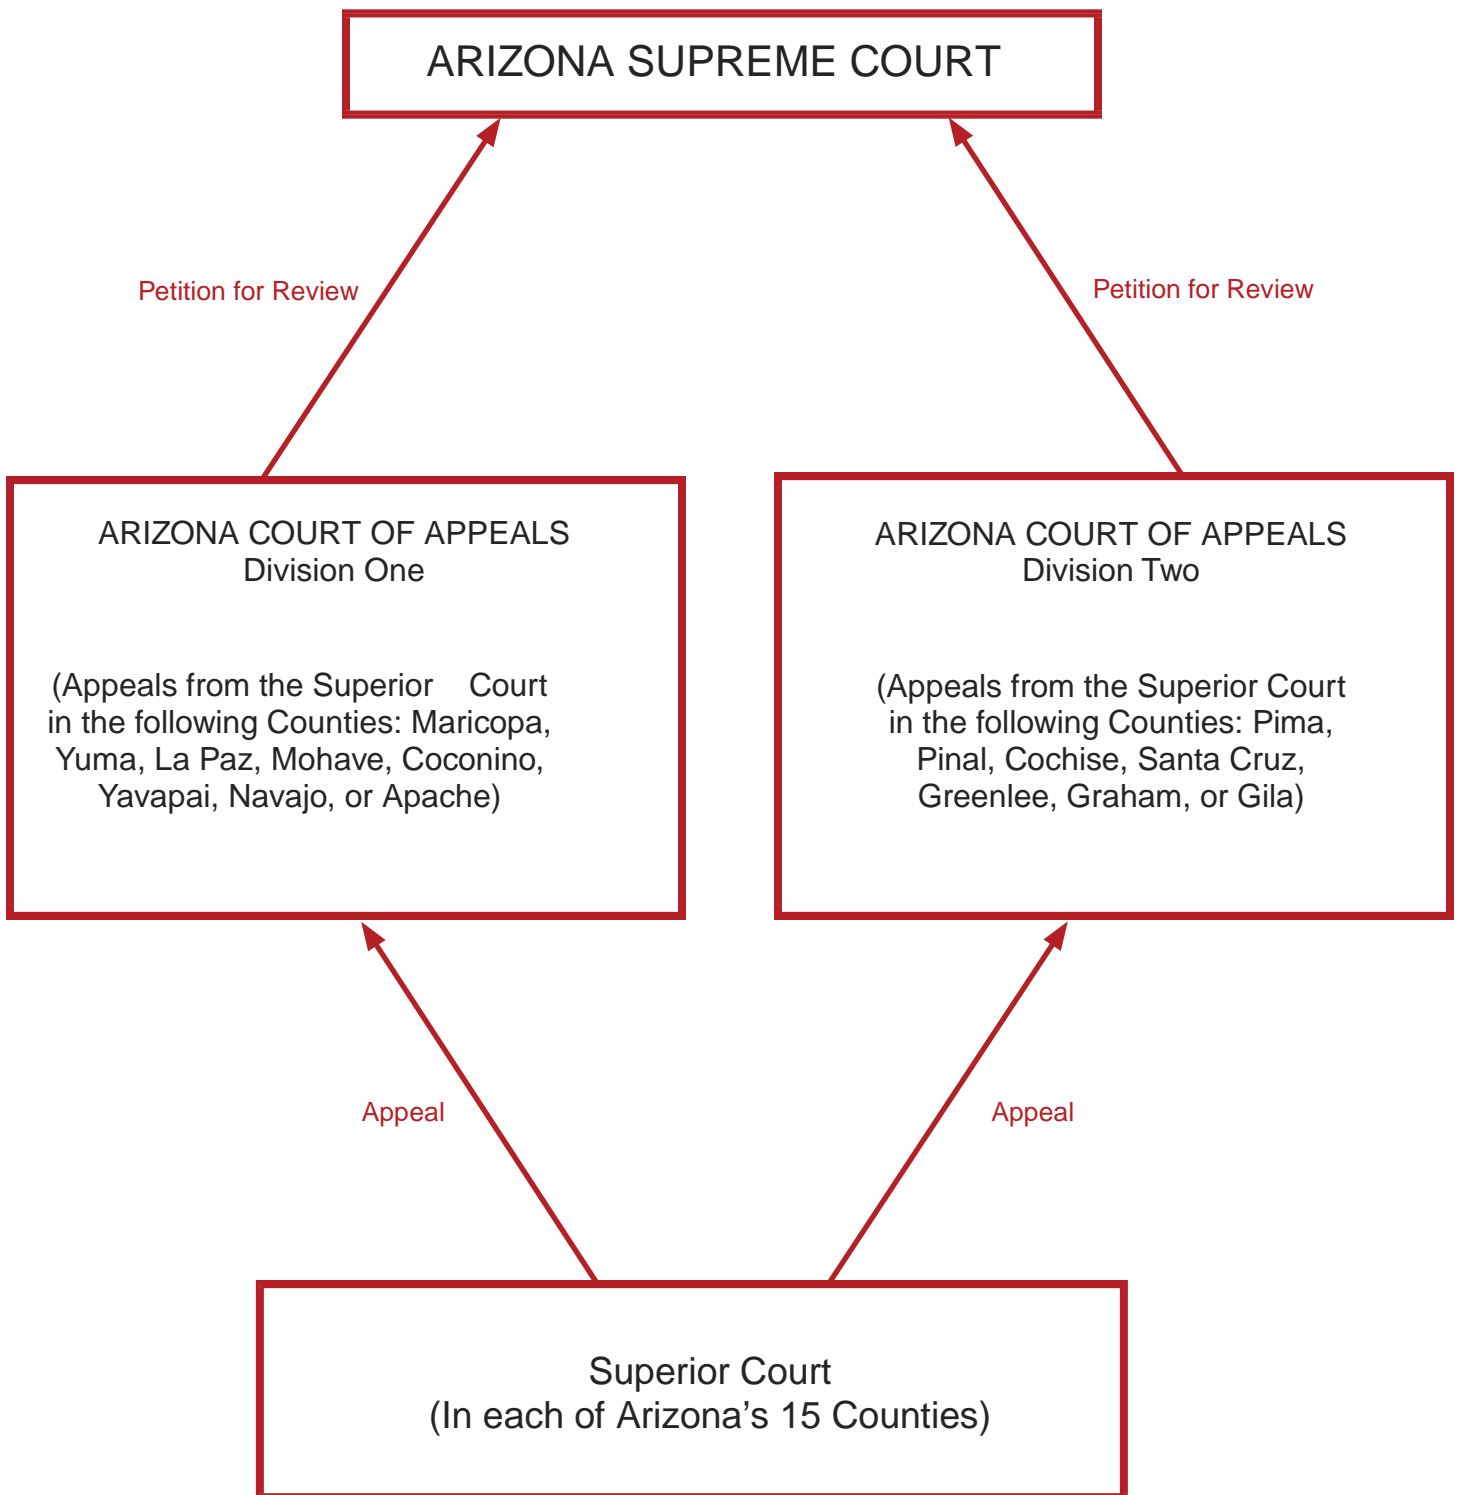 ARIZONA SUPREME COURT
Petition for Review
Petition for Review
ARIZONA COURT OF APPEALS
Division One
(Appeals from the Superior Court
in the following Counties: Maricopa,
Yuma, La Paz, Mohave, Coconino,
Yavapai, Navajo, or Apache)
ARIZONA COURT OF APPEALS
Division Two
(Appeals from the Superior Court
in the following Counties: Pima,
Pinal, Cochise, Santa Cruz,
Greenlee, Graham, or Gila)
Appeal
Appeal
Superior Court
(In each of Arizona’s 15 Counties)